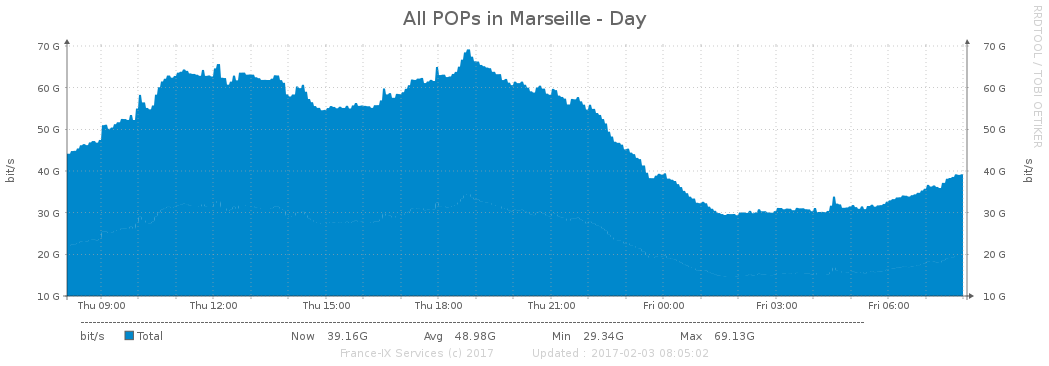 All POPs in Marseille - Day
RRDTOOL / TOBI OETIKER
70 G 70 G
60 G 60 G
50 G 50 G
40 G 40 G
30 G 30 G
20 G 20 G
10 G 10 G
bit/s
bit/s
Thu 09:00 Thu 12:00 Thu 15:00 Thu 18:00 Thu 21:00 Fri 00:00 Fri 03:00 Fri 06:00
bit/s Total Now 39.16G Avg 48.98G Min 29.34G Max 69.13G
France-IX Services (c) 2017 Updated : 2017-02-03 08:05:02